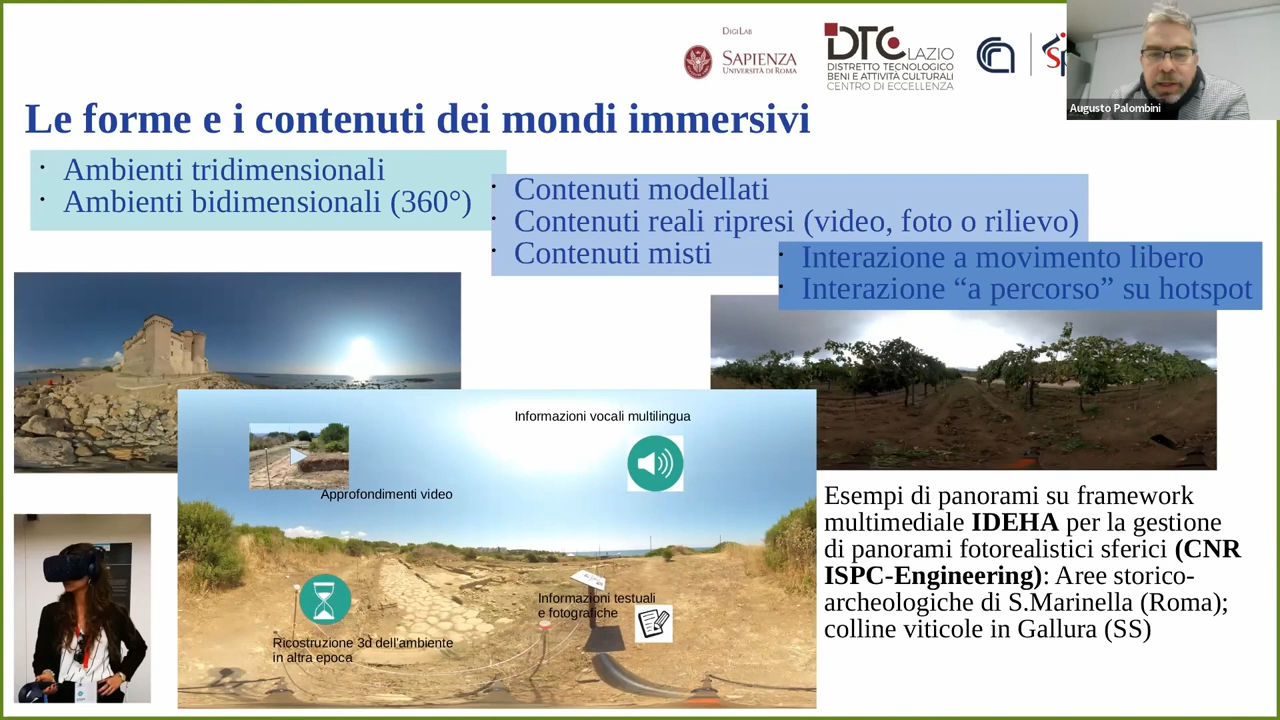 DIGILAB
SAPIENZA
UNIVERSITÀ DI ROMA
DTC LAZIO
DISTRETTO TECNOLOGICO
BENI E ATTIVITÀ CULTURALI
CENTRO DI ECCELLENZA
Augusto Palombini
Le forme e i contenuti dei mondi immersivi
· Ambienti tridimensionali
· Ambienti bidimensionali (360°)
· Contenuti modellati
· Contenuti reali ripresi (video, foto o rilievo)
· Contenuti misti
· Interazione a movimento libero
· Interazione “a percorso” su hotspot
Informazioni vocali multilingua
Approfondimenti video
Informazioni testuali
e fotografiche
Ricostruzione 3d dell'ambiente
in altra epoca
Esempi di panorami su framework
multimediale IDEHA per la gestione
di panorami fotorealistici sferici (CNR
ISPC-Engineering): Aree storico-
archeologiche di S.Marinella (Roma);
colline viticole in Gallura (SS)